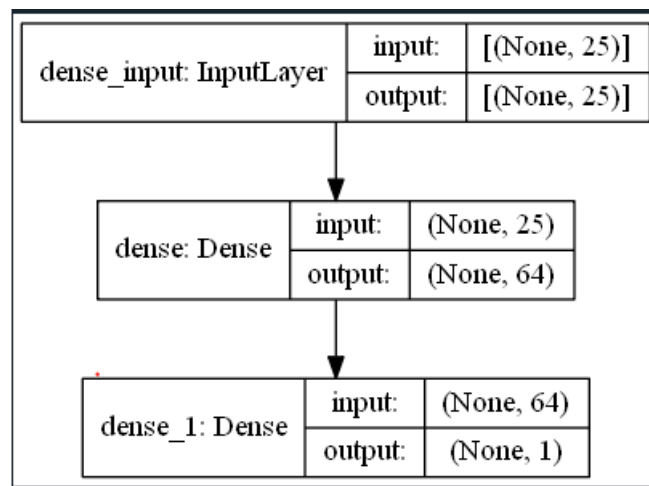 dense_input: InputLayer
input: [(None, 25)]
output: [(None, 25)]
dense: Dense
input: (None, 25)
output: (None, 64)
dense_1: Dense
input: (None, 64)
output: (None, 1)